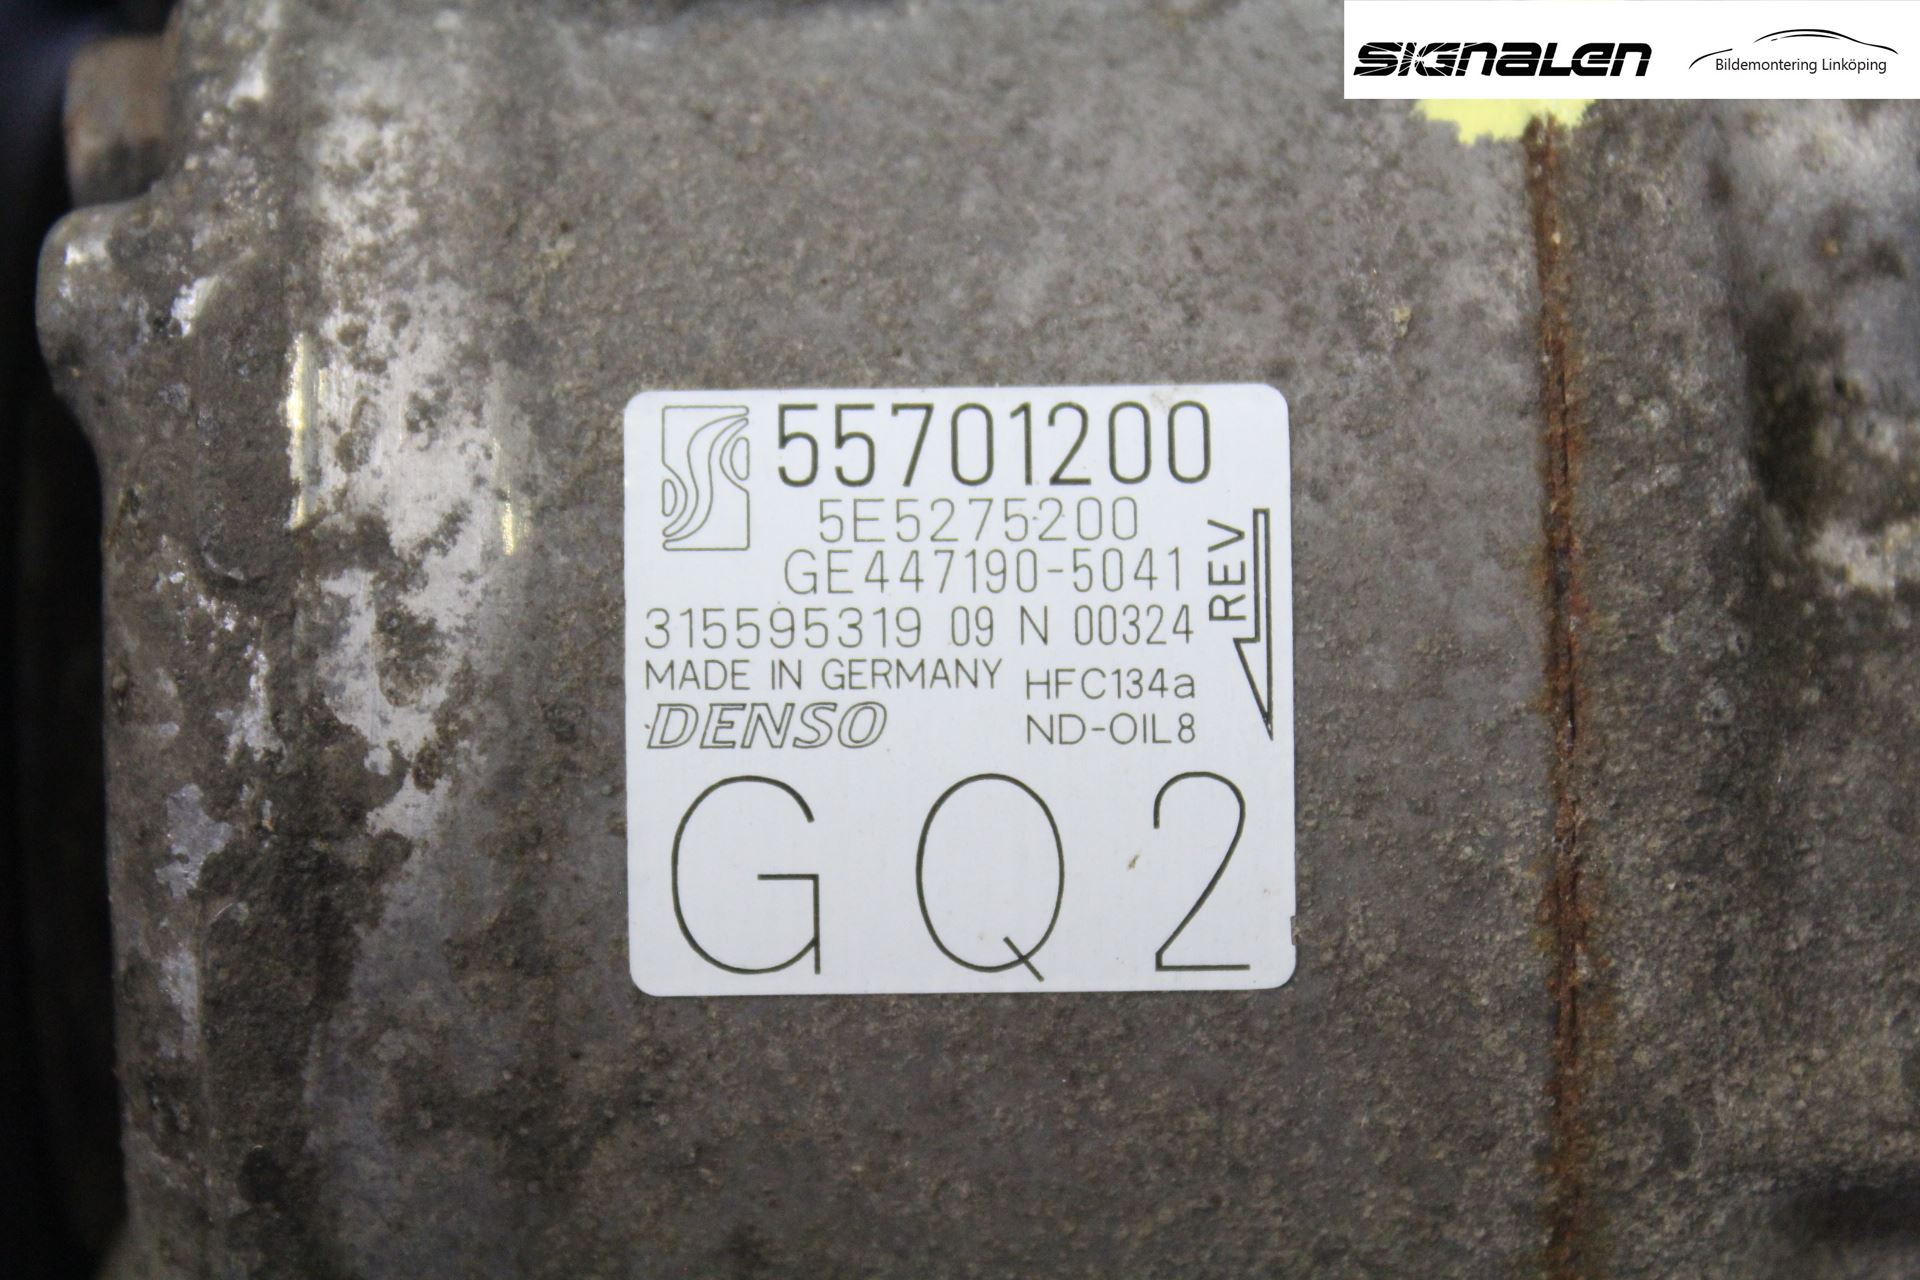 SIGNALEN
Bildemontering Linköping
55701200
5E5275200
GE447190-5041
315595319 09 N 00324
REV
MADE IN GERMANY
HFC134a
DENSO
ND-OIL8
GQ2